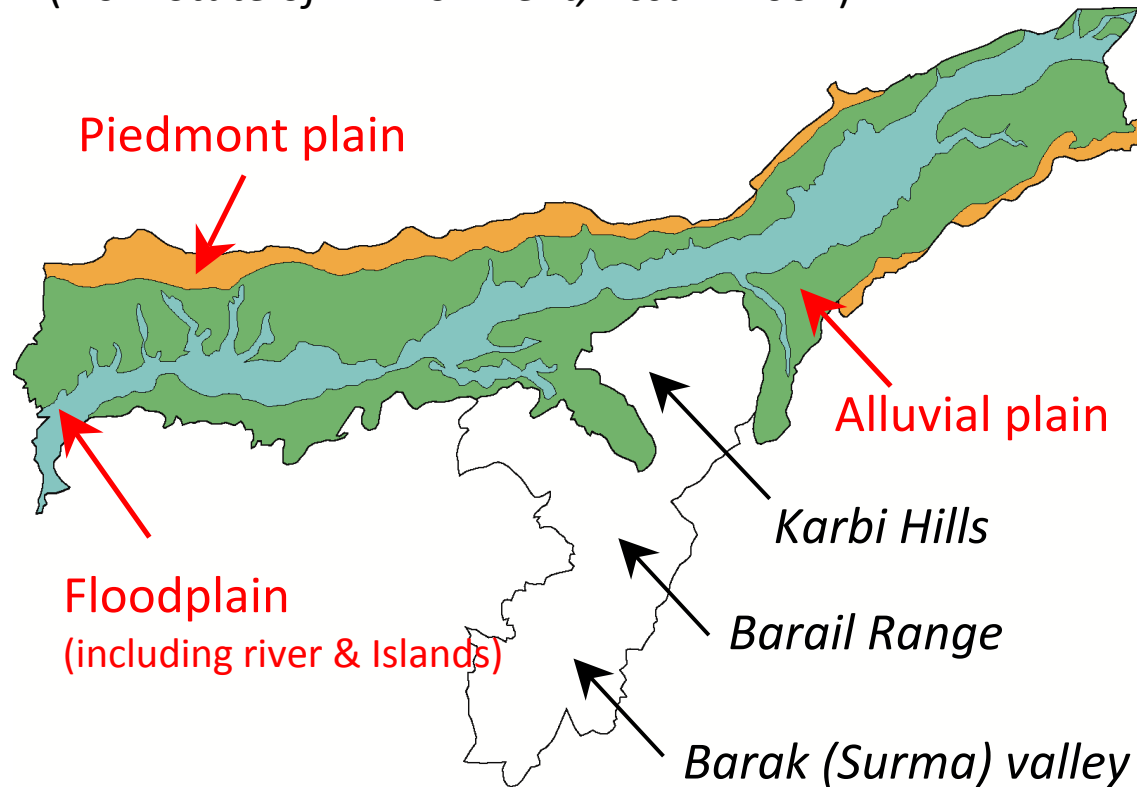 Piedmont plain
Alluvial plain
Karbi Hills
Floodplain
(including river & Islands)
Barail Range
Barak (Surma) valley